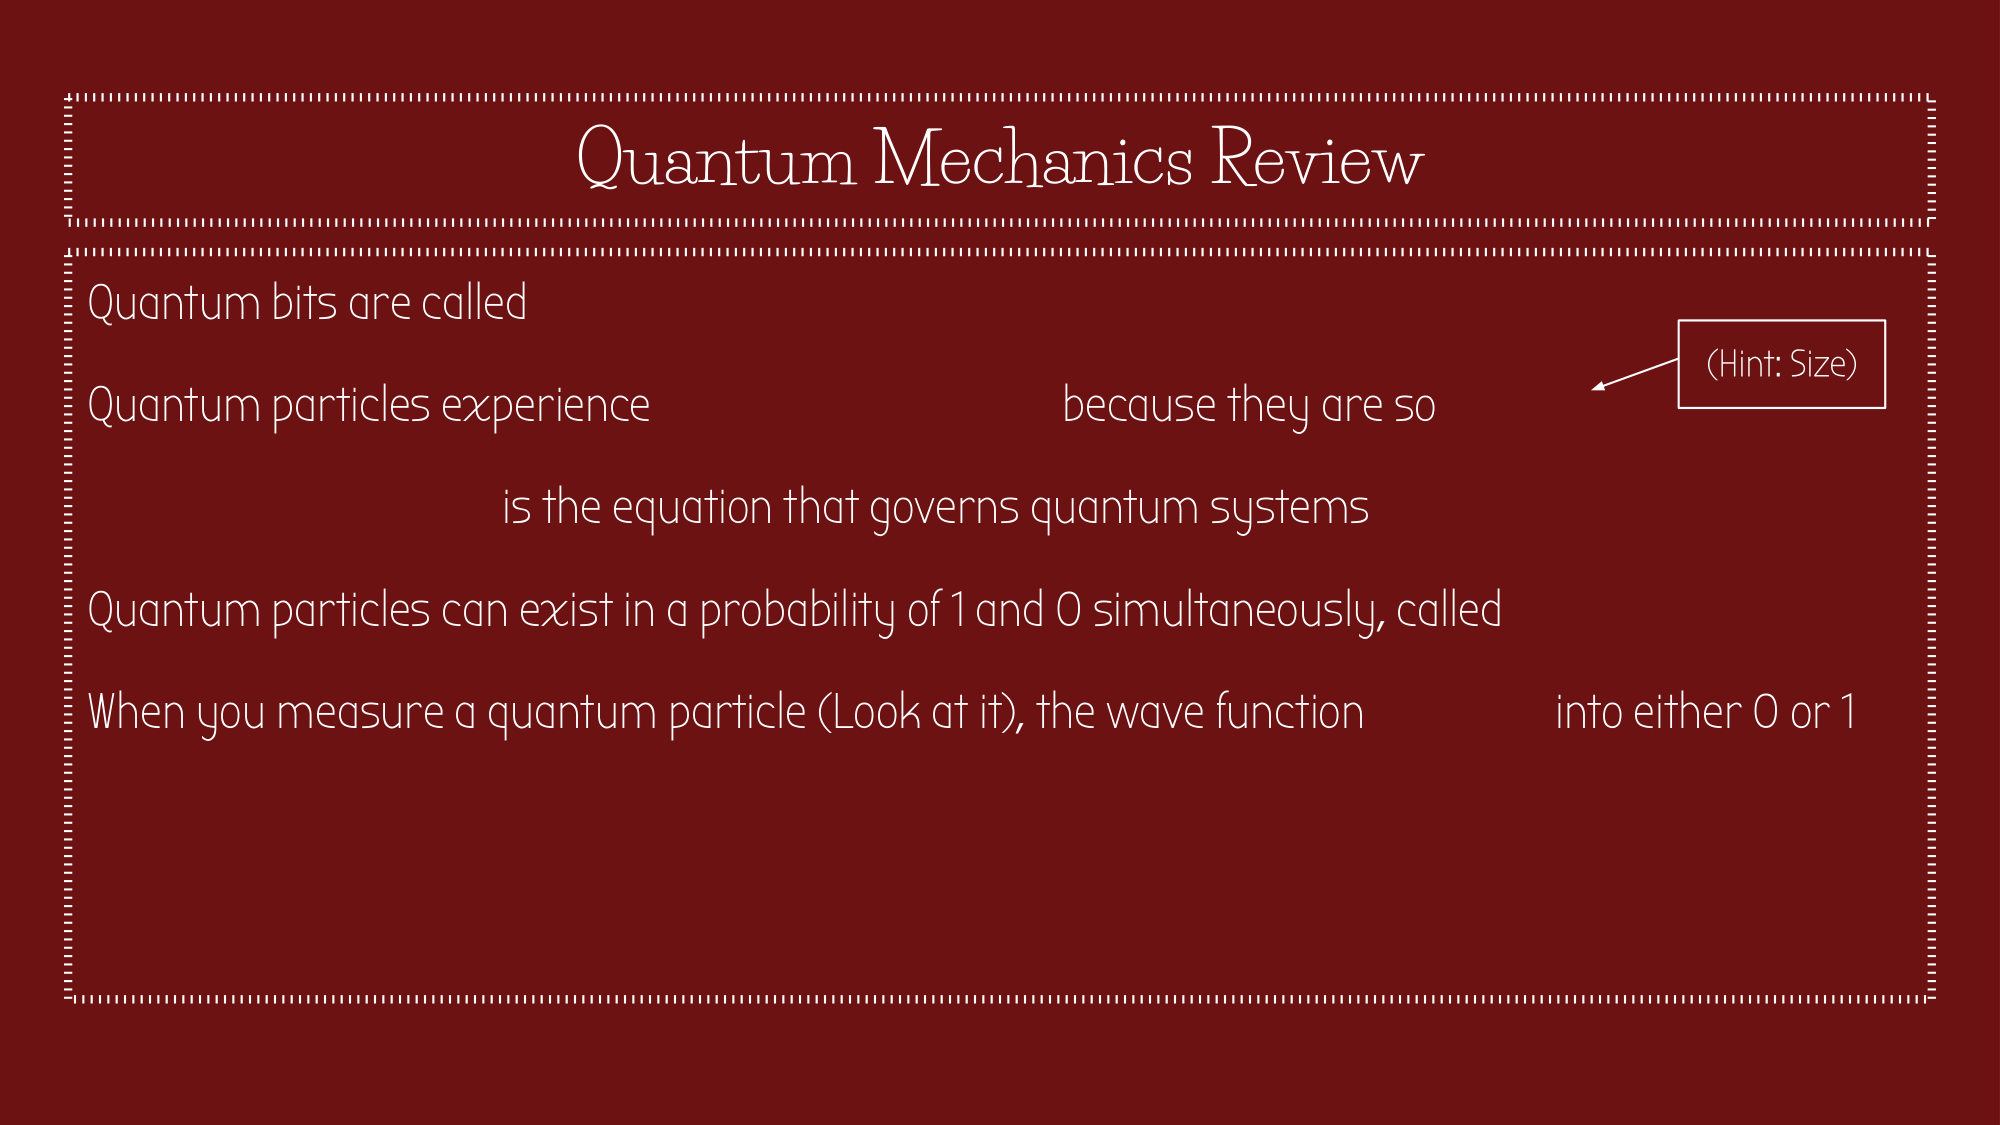 Quantum Mechanics Review
Quantum bits are called
(Hint: Size)
Quantum particles experience because they are so
is the equation that governs quantum systems
Quantum particles can exist in a probability of 1 and 0 simultaneously, called
When you measure a quantum particle (Look at it), the wave function into either 0 or 1